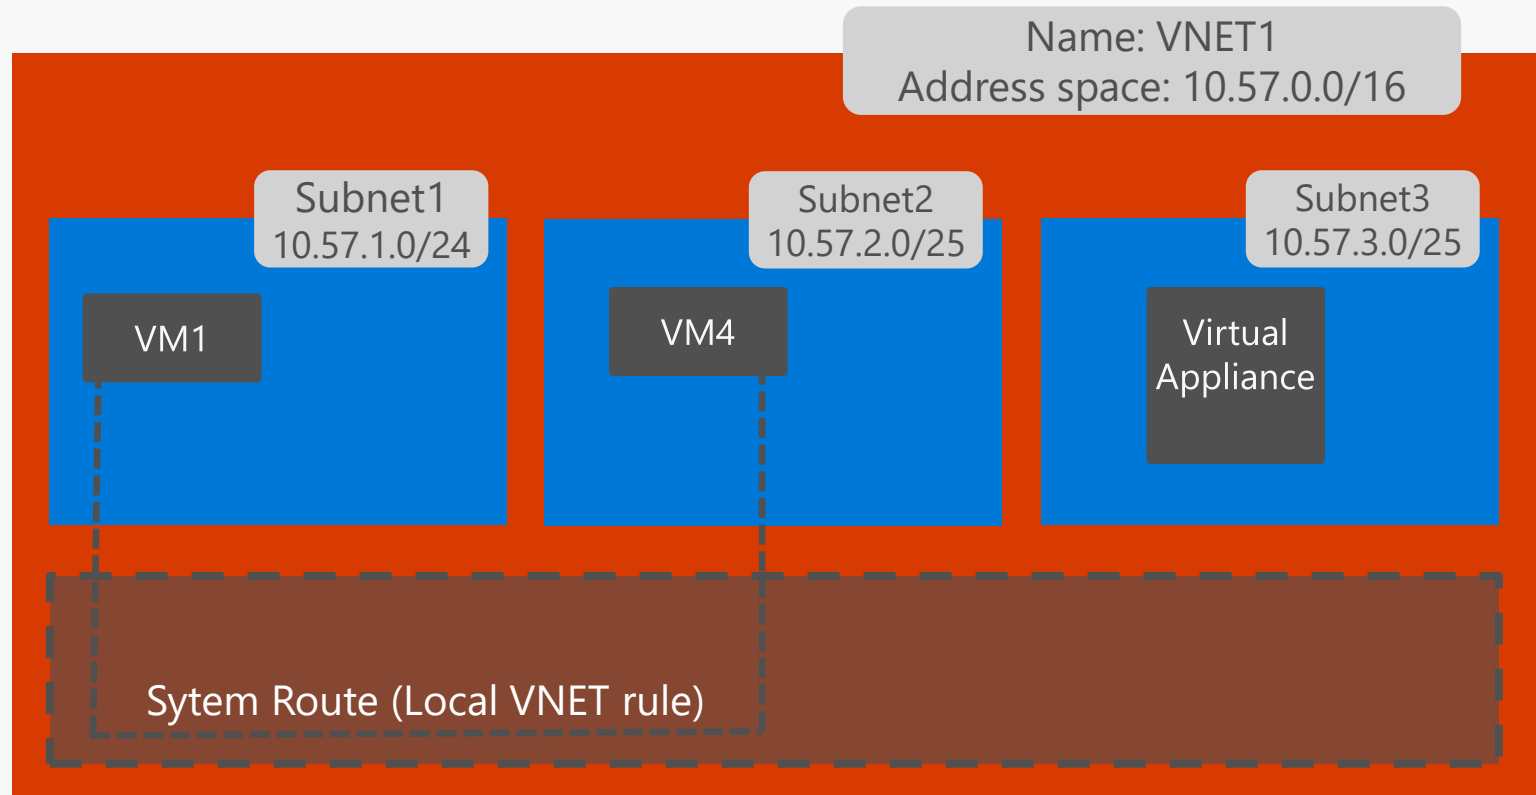 Name: VNET1
Address space: 10.57.0.0/16
Subnet1
10.57.1.0/24
Subnet2
10.57.2.0/25
Subnet3
10.57.3.0/25
VM1
VM4
Virtual
Appliance
Sytem Route (Local VNET rule)